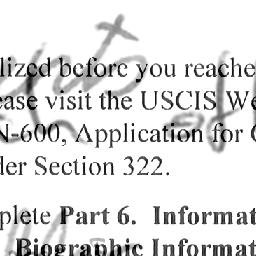 lized before you reache
ease visit the USCIS We
N-600, Application for
der Section 322.
plete Part 6. Informat
Biographic Informat